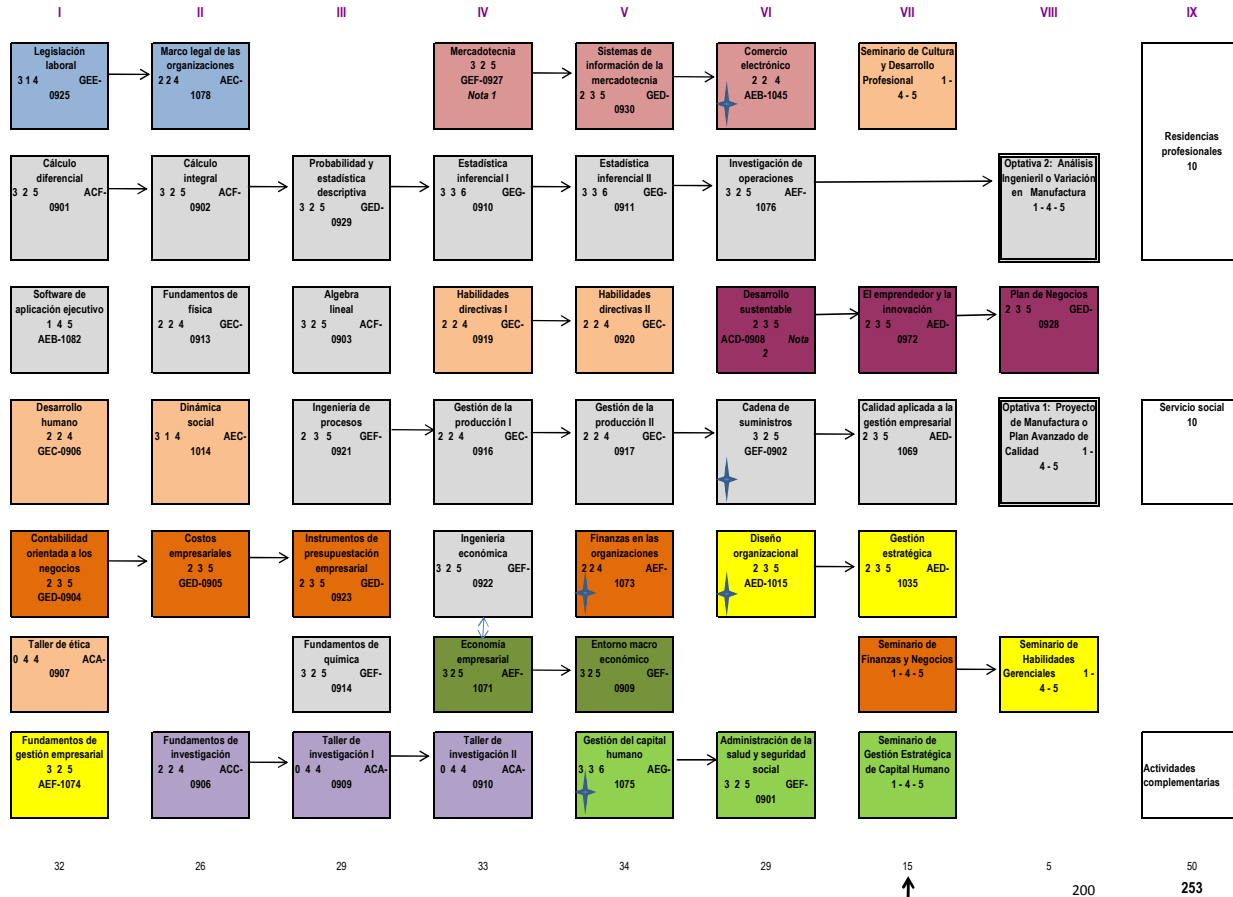 I II III IV V VI VII VIII IX
Legislación
laboral
3 1 4 GEE-
0925
Marco legal de las
organizaciones
2 2 4 AEC-
1078
Mercadotecnia
3 2 5
GEF-0927
Nota 1
Sistemas de
información de la
mercadotecnia
2 3 5 GED-
0930
Comercio
electrónico
2 2 4
AEB-1045
Seminario de Cultura
y Desarrollo
Profesional 1 -
4 - 5
Residencias
profesionales
10
Cálculo
diferencial
3 2 5 ACF-
0901
Cálculo
integral
3 2 5 ACF-
0902
Probabilidad y
estadística
descriptiva
3 2 5 GED-
0929
Estadística
inferencial I
3 3 6 GEG-
0910
Estadística
inferencial II
3 3 6 GEG-
0911
Investigación de
operaciones
3 2 5 AEF-
1076
Optativa 2: Análisis
Ingenieril o Variación
en Manufactura
1 - 4 - 5
Software de
aplicación ejecutivo
1 4 5
AEB-1082
Fundamentos de
física
2 2 4 GEC-
0913
Algebra
lineal
3 2 5 ACF-
0903
Habilidades
directivas I
2 2 4 GEC-
0919
Habilidades
directivas II
2 2 4 GEC-
0920
Desarrollo
sustentable
2 3 5
ACD-0908 Nota
2
El emprendedor y la
innovación
2 3 5 AED-
0972
Plan de Negocios
2 3 5 GED-
0928
Desarrollo
humano
2 2 4
GEC-0906
Dinámica
social
3 1 4 AEC-
1014
Ingeniería de
procesos
2 3 5 GEF-
0921
Gestión de la
producción I
2 2 4 GEC-
0916
Gestión de la
producción II
2 2 4 GEC-
0917
Cadena de
suministros
3 2 5
GEF-0902
Calidad aplicada a la
gestión empresarial
2 3 5 AED-
1069
Optativa 1: Proyecto
de Manufactura o
Plan Avanzado de
Calidad 1 -
4 - 5
Servicio social
10
Contabilidad
orientada a los
negocios
2 3 5
GED-0904
Costos
empresariales
2 3 5
GED-0905
Instrumentos de
presupuestación
empresarial
2 3 5 GED-
0923
Ingeniería
económica
3 2 5 GEF-
0922
Finanzas en las
organizaciones
2 2 4 AEF-
1073
Diseño
organizacional
2 3 5
AED-1015
Gestión
estratégica
2 3 5 AED-
1035
Taller de ética
0 4 4 ACA-
0907
Fundamentos de
química
3 2 5 GEF-
0914
Economía
empresarial
3 2 5 AEF-
1071
Entorno macro
económico
3 2 5 GEF-
0909
Seminario de
Finanzas y Negocios
1 - 4 - 5
Seminario de
Habilidades
Gerenciales 1 -
4 - 5
Fundamentos de
gestión empresarial
3 2 5
AEF-1074
Fundamentos de
investigación
2 2 4 ACC-
0906
Taller de
investigación I
0 4 4 ACA-
0909
Taller de
investigación II
0 4 4 ACA-
0910
Gestión del capital
humano
3 3 6 AEG-
1075
Administración de la
salud y seguridad
social
3 2 5 GEF-
0901
Seminario de
Gestión Estratégica
de Capital Humano
1 - 4 - 5
Actividades
complementarias
32 26 29 33 34 29 15 5 50
200 253